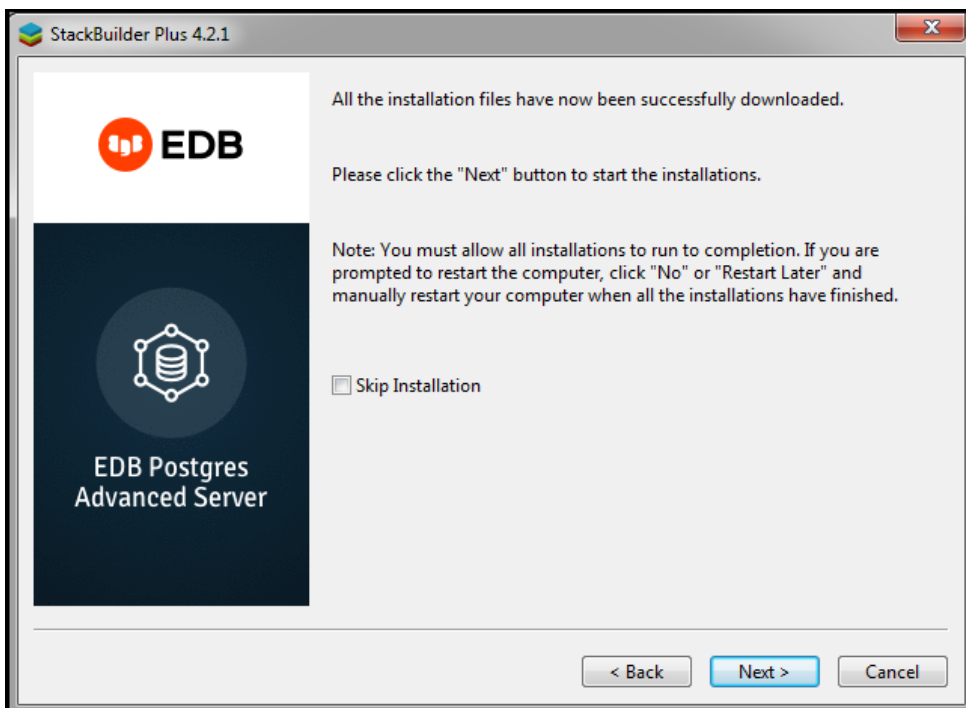 StackBuilder Plus 4.2.1
EDB
All the installation files have now been successfully downloaded.
Please click the "Next" button to start the installations.
Note: You must allow all installations to run to completion. If you are
prompted to restart the computer, click "No" or "Restart Later" and
manually restart your computer when all the installations have finished.
Skip Installation
EDB Postgres
Advanced Server
< Back
Next >
Cancel